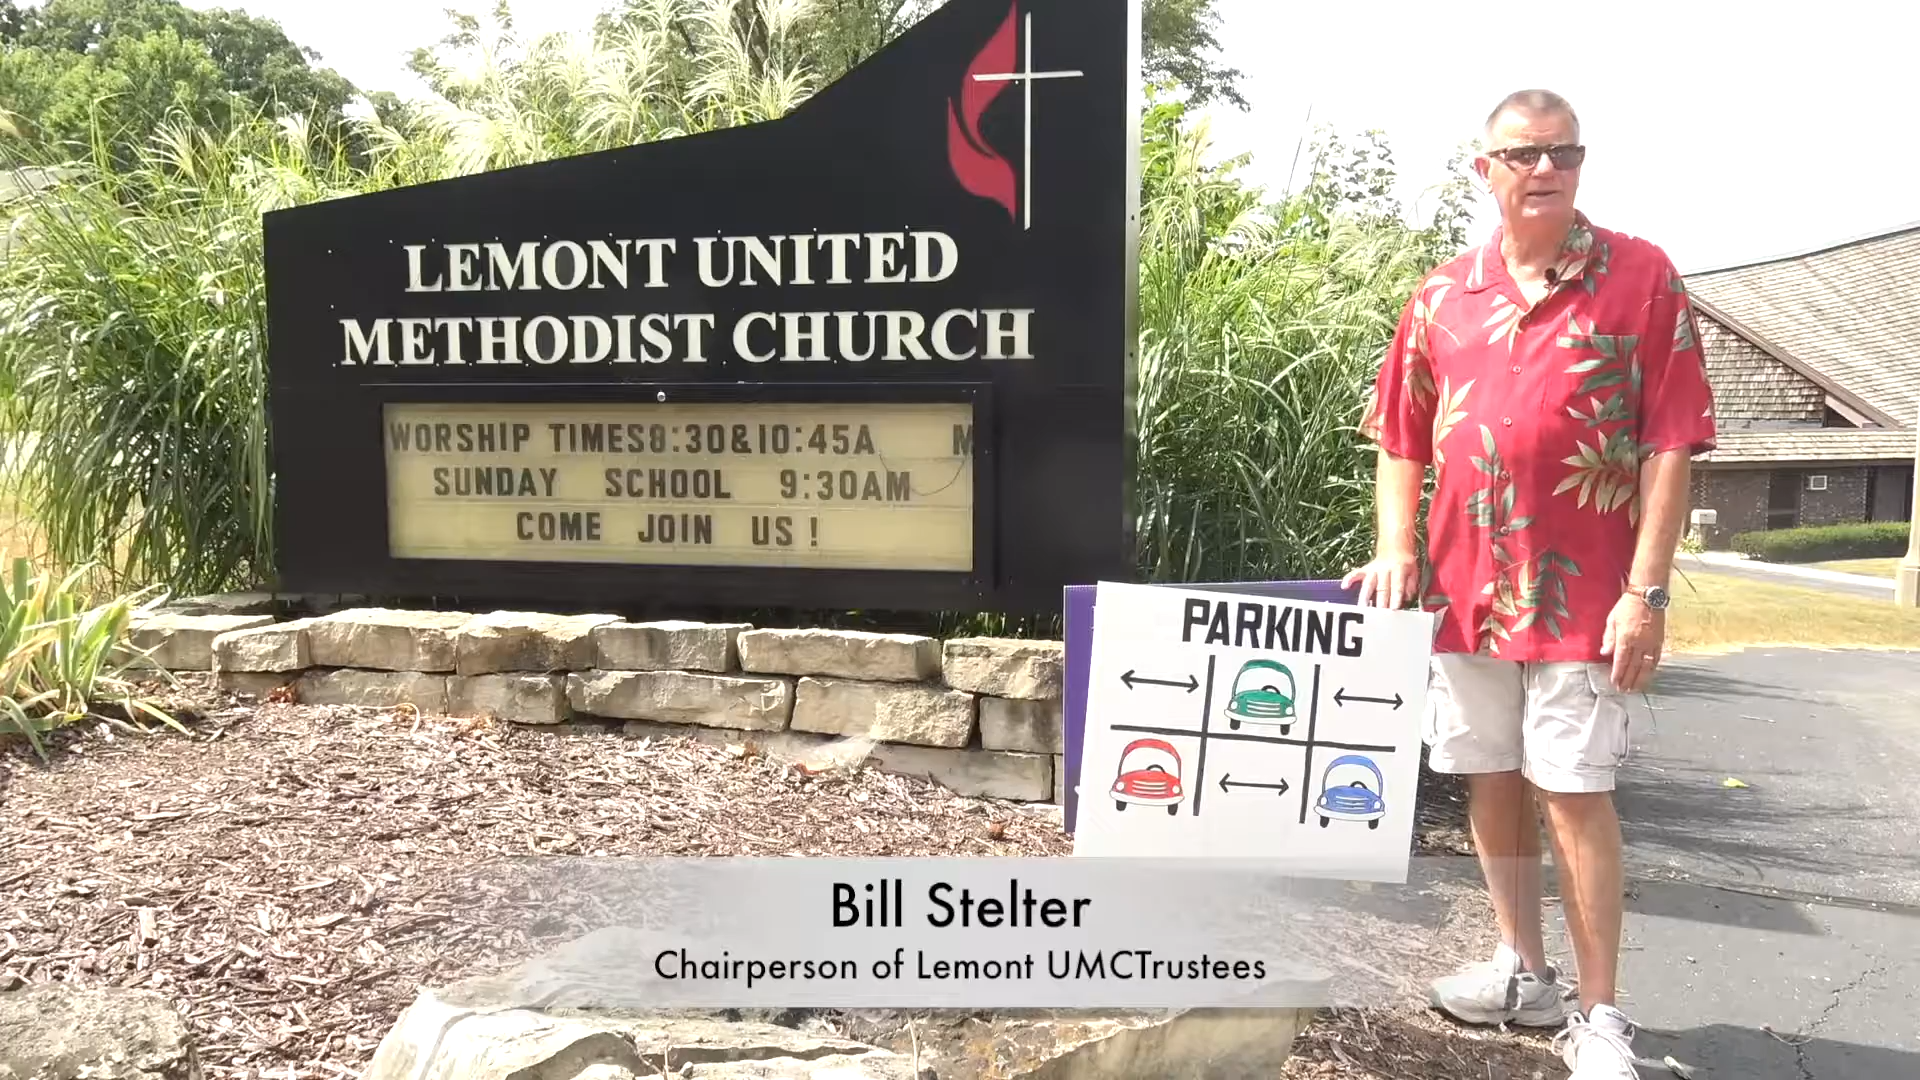 LEMONT UNITED
METHODIST CHURCH
WORSHIP TIMES8:30&10:45A M
SUNDAY SCHOOL 9:30AM
COME JOIN US!
PARKING
Bill Stelter
Chairperson of Lemont UMCTrustees